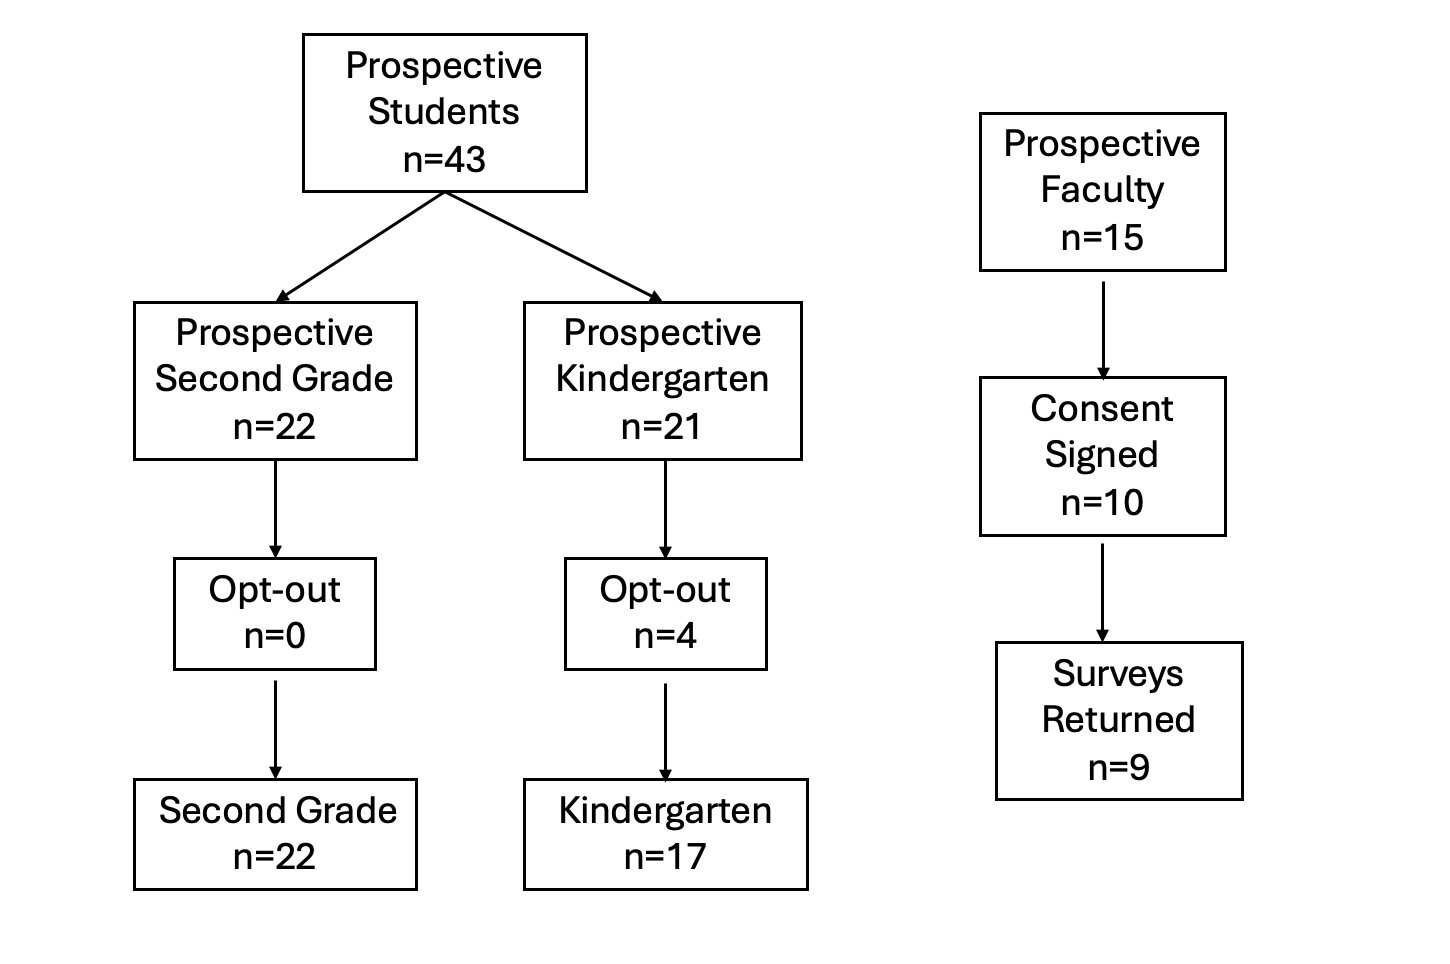 Prospective
Students
n=43
Prospective
Second Grade
n=22
Prospective
Kindergarten
n=21
Opt-out
n=0
Opt-out
n=4
Second Grade
n=22
Kindergarten
n=17
Prospective
Faculty
n=15
Consent
Signed
n=10
Surveys
Returned
n=9